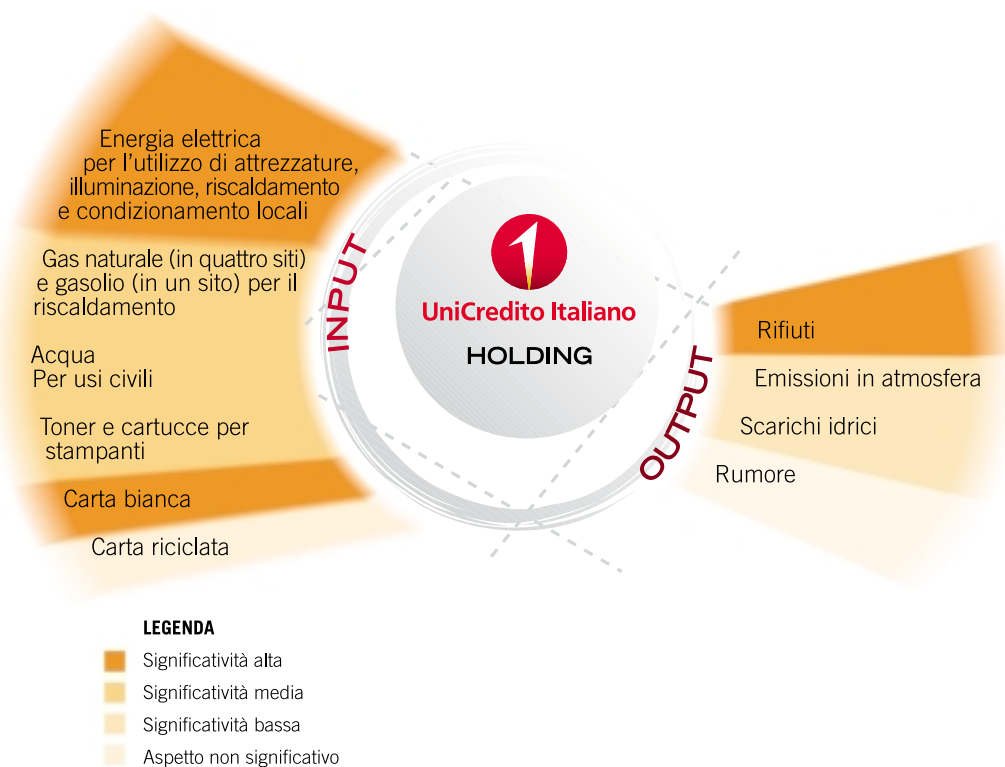 Energia elettrica
per l'utilizzo di attrezzature,
illuminazione, riscaldamento
e condizionamento locali
Gas naturale (in quattro siti)
e gasolio (in un sito) per il
riscaldamento
Acqua
Per usi civili
Toner e cartucce per
stampanti
Carta bianca
Carta riciclata
INPUT
UniCredito Italiano
HOLDING
OUTPUT
Rifiuti
Emissioni in atmosfera
Scarichi idrici
Rumore
LEGENDA
Significatività alta
Significatività media
Significatività bassa
Aspetto non significativo